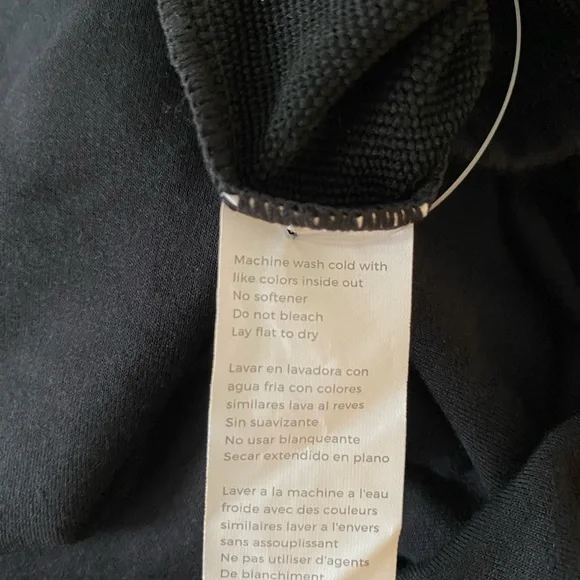 Machine wash cold with
like colors inside out
No softener
Do not bleach
Lay flat to dry
Lavar en lavadora con
agua fria con colores
similares lava al reves
Sin suavizante
No usar blanqueante
Secar extendido en plano
Laver a la machine a l'eau
froide avec des couleurs
similaires laver a l'envers
sans assouplissant
Ne pas utiliser d'agents
De blanchiment